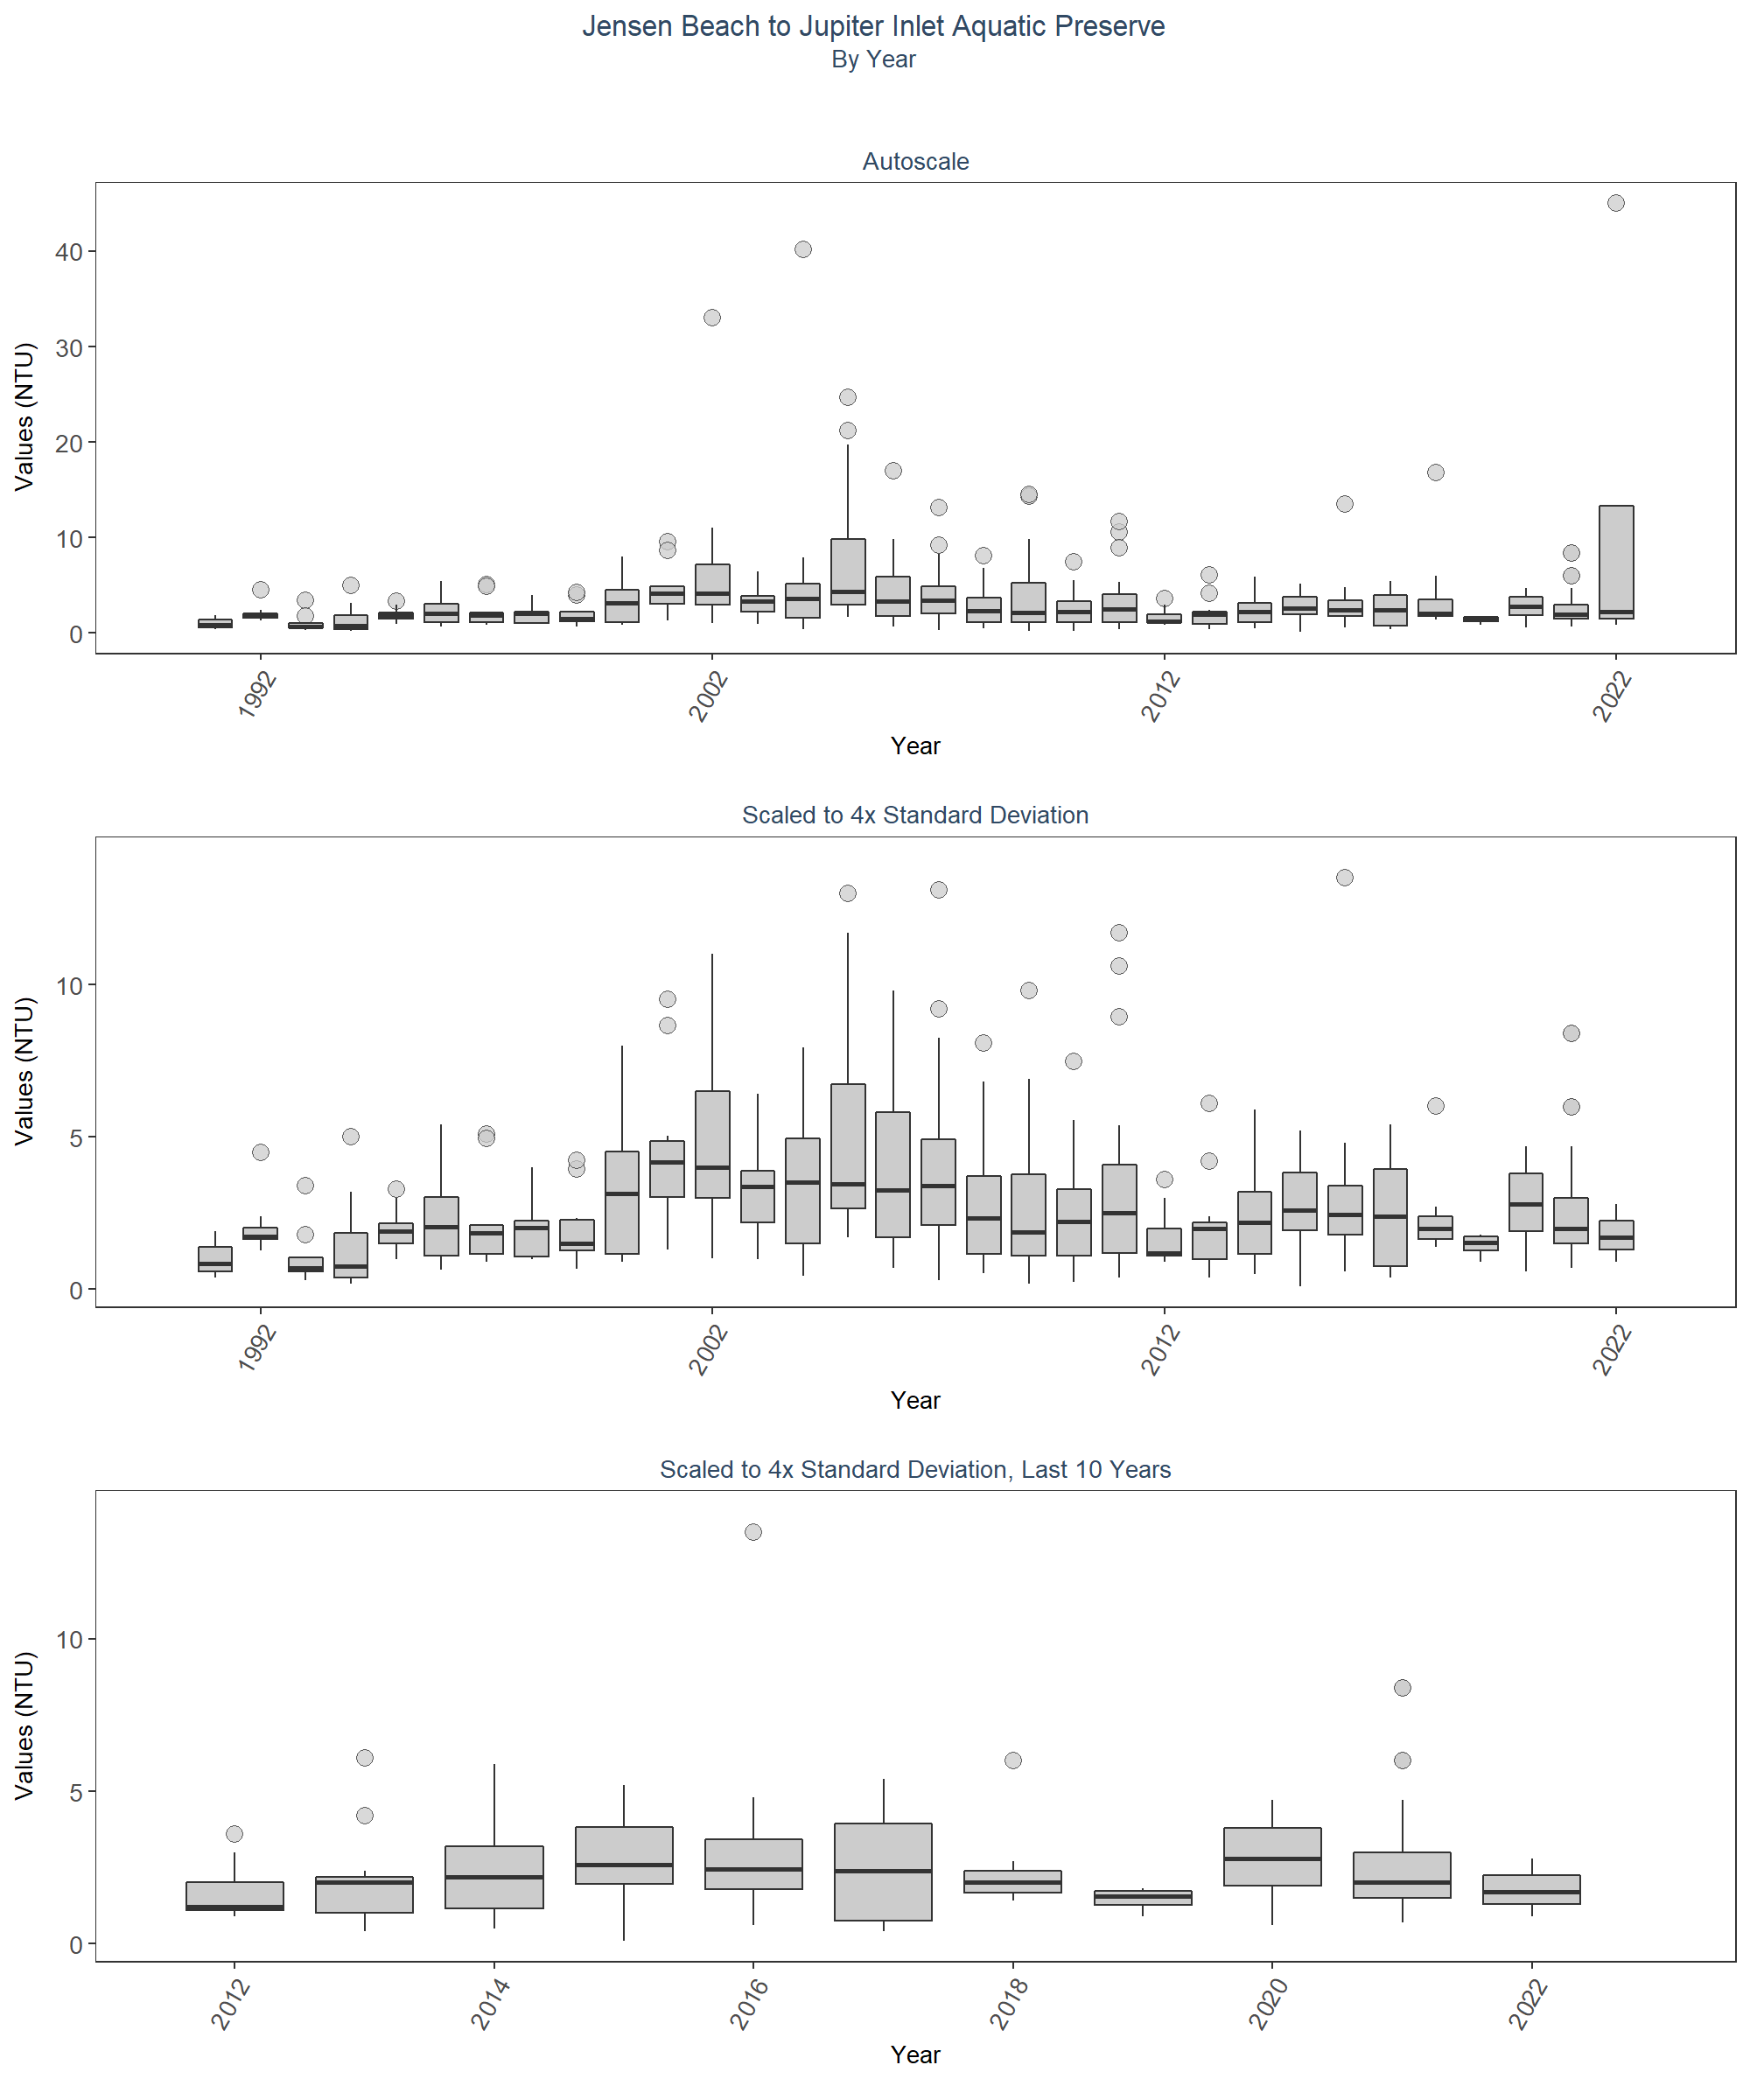 Jensen Beach to Jupiter Inlet Aquatic Preserve
By Year
Autoscale
Values (NTU)
40
30
20
10
0
1992
2002
2012
2022
Year
Scaled to 4x Standard Deviation
Values (NTU)
10
5
0
1992
2002
2012
2022
Year
Scaled to 4x Standard Deviation, Last 10 Years
Values (NTU)
10
5
0
2012
2014
2016
2018
2020
2022
Year